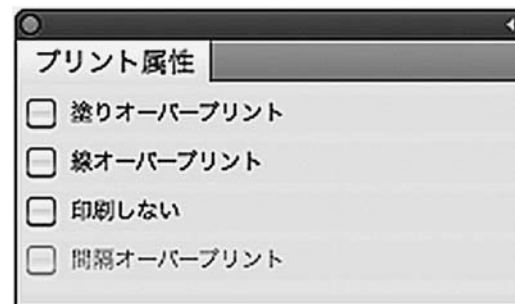 プリント属性
塗りオーバープリント
線オーバープリント
印刷しない
間隔オーバープリント